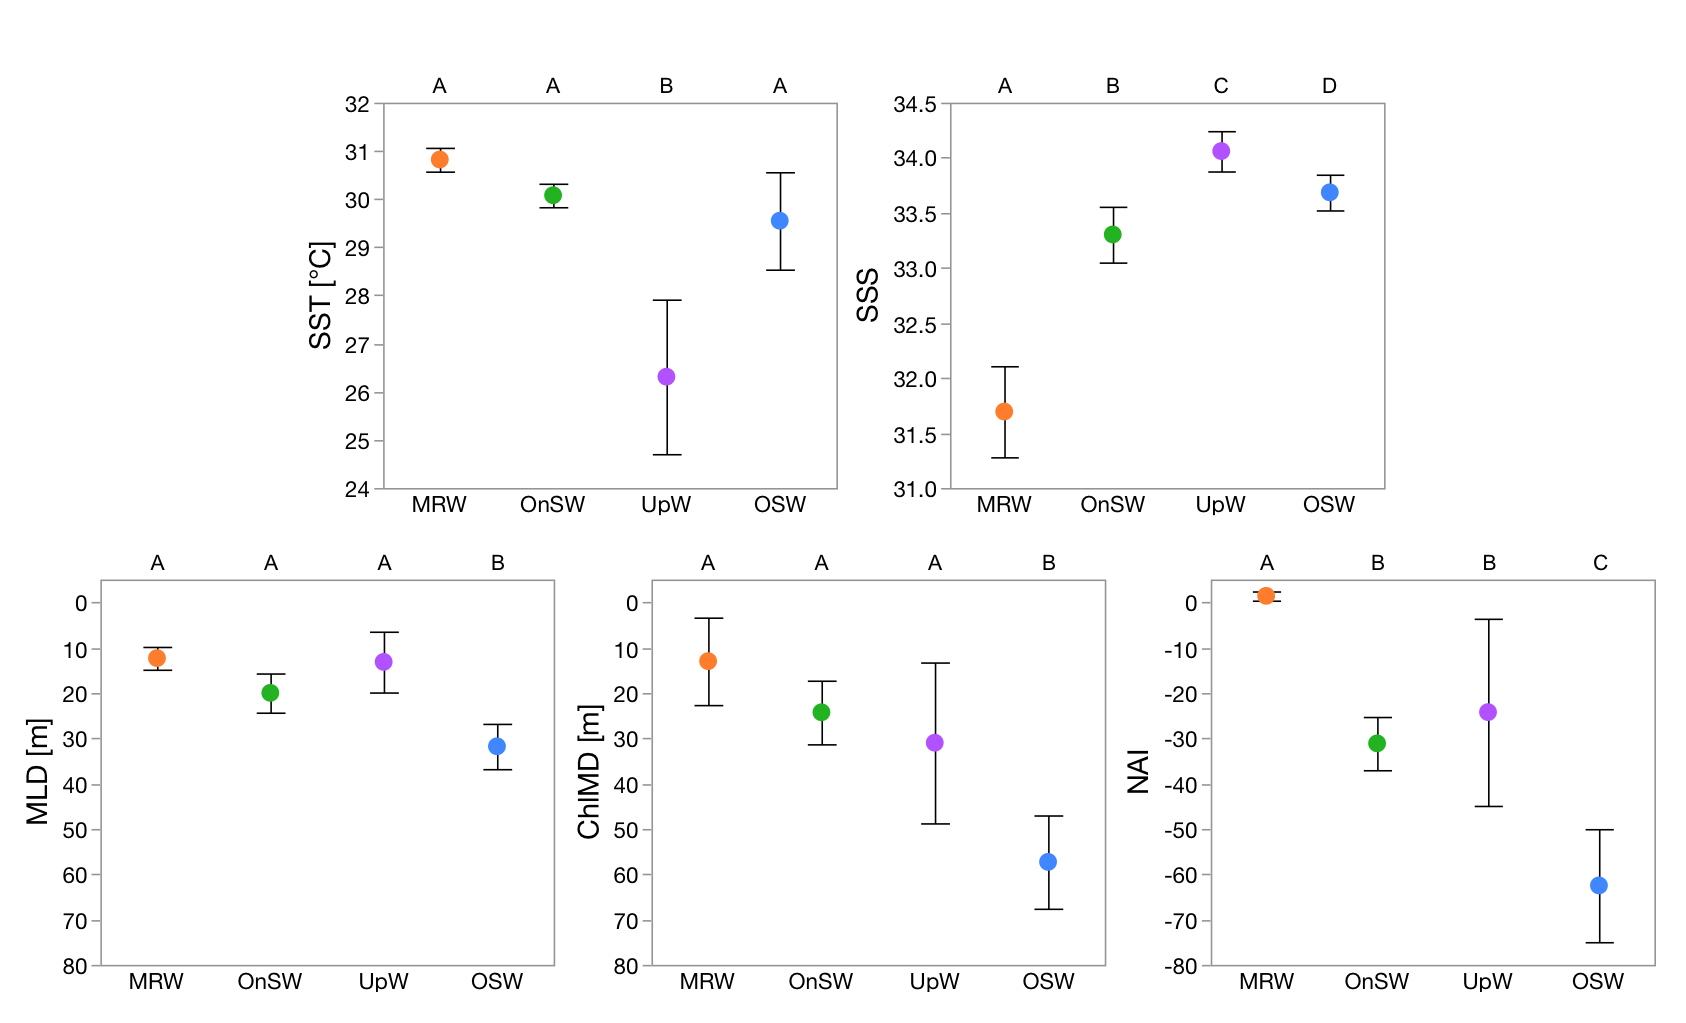 A A B A
32
31
30
29
28
27
26
25
24
SST [°C]
MRW OnSW UpW OSW
A B C D
34.5
34.0
33.5
33.0
32.5
32.0
31.5
31.0
SSS
MRW OnSW UpW OSW
A A A B
0
10
20
30
40
50
60
70
80
MLD [m]
MRW OnSW UpW OSW
A A A B
0
10
20
30
40
50
60
70
80
ChlMD [m]
MRW OnSW UpW OSW
A B B C
0
-10
-20
-30
-40
-50
-60
-70
-80
NAI
MRW OnSW UpW OSW